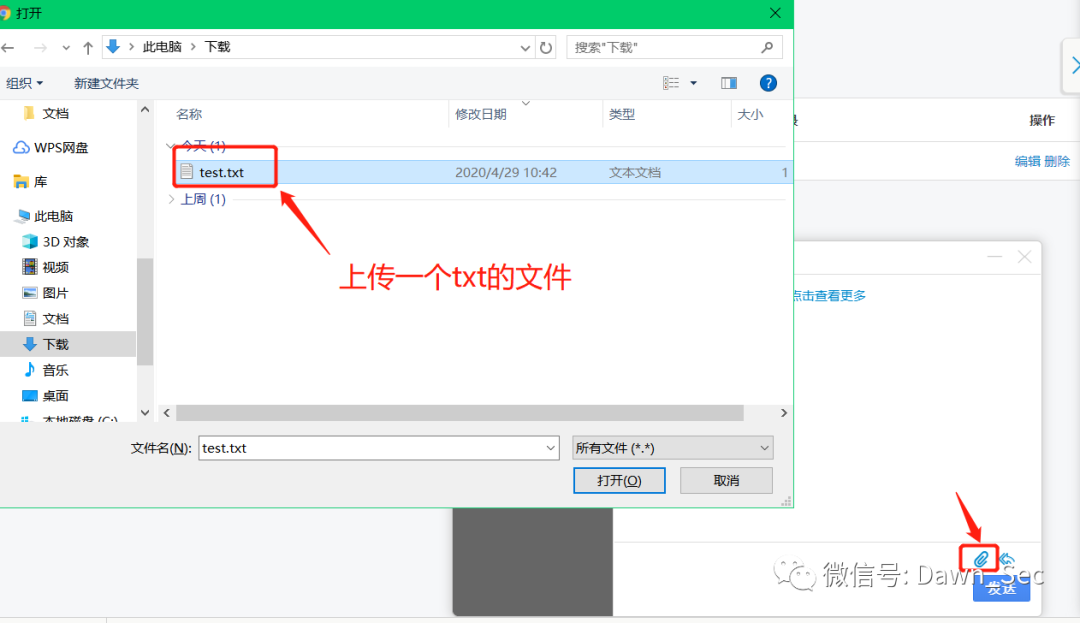 打开
此电脑 下载
搜索"下载"
组织 新建文件夹
名称 修改日期 类型 大小
操作
文档
今天 (1)
WPS网盘
编辑 删除
test.txt 2020/4/29 10:42 文本文档 1
库
上周 (1)
此电脑
3D 对象
视频
上传一个txt的文件
图片
点击查看更多
文档
下载
音乐
桌面
本地磁盘 (C:)
文件名(N): test.txt 所有文件 (*.*)
打开(O) 取消
微信号: Dawn_Sec
发送